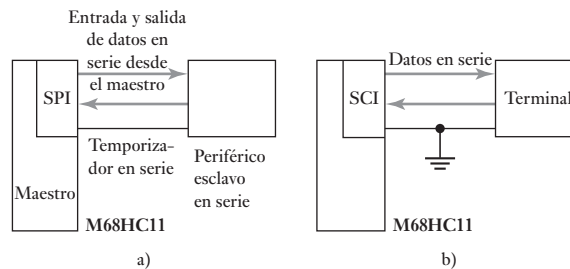 Entrada y salida
de datos en
serie desde
el maestro
SPI
Temporiza-
dor en serie
Periférico
esclavo
en serie
Maestro
M68HC11
a)
Datos en serie
SCI
Terminal
M68HC11
b)